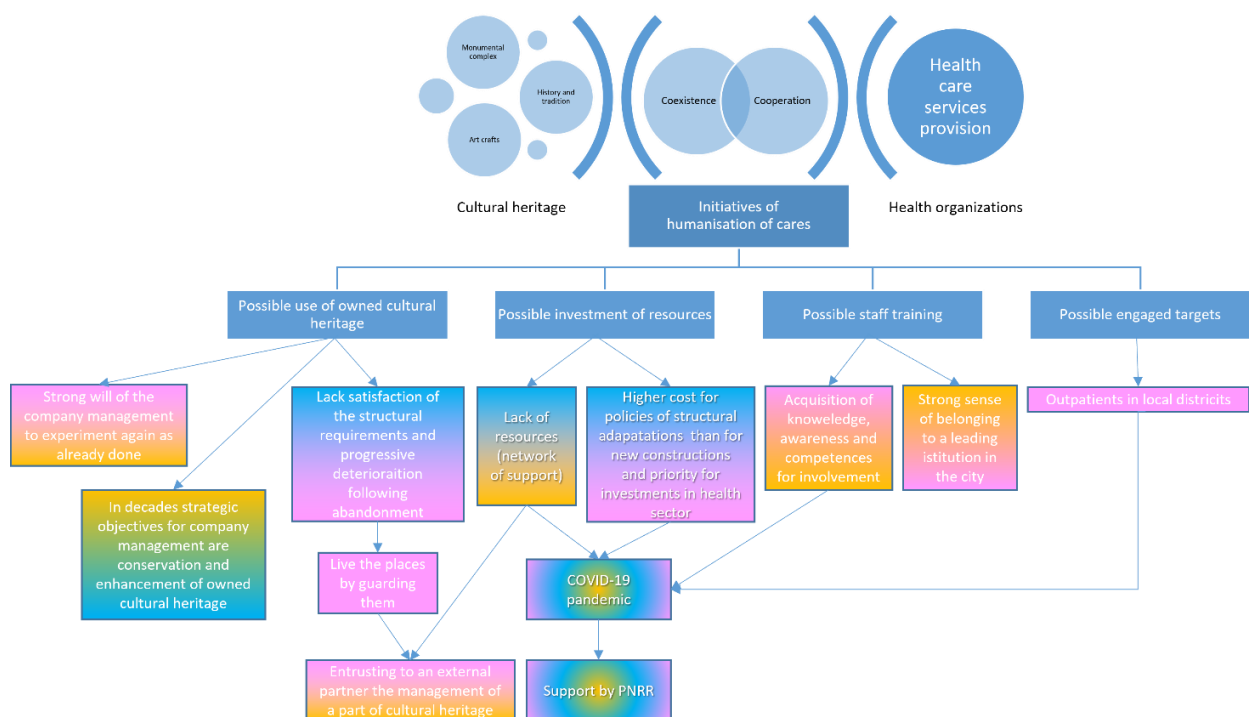 Monumental
complex
History and
tradition
Art crafts
Coexistence
Cooperation
Health
care
services
provision
Cultural heritage
Initiatives of
humanisation of cares
Health organizations
Possible use of owned cultural
heritage
Possible investment of resources
Possible staff training
Possible engaged targets
Strong will of the
company management
to experiment again as
already done
Lack satisfaction of
the structural
requirements and
progressive
deterioraition
following
abandonment
Lack of
resources
(network
of support)
Higher cost for
policies of structural
adapatations than for
new constructions
and priority for
investments in health
sector
Acquisition of
knowledge,
awareness and
competences
for involvement
Strong sense
of belonging
to a leading
istitution in
the city
Outpatients in local districits
In decades strategic
objectives for company
management are
conservation and
enhancement of owned
cultural heritage
Live the places
by guarding
them
COVID-19
pandemic
Entrusting to an external
partner the management of
a part of cultural heritage
Support by PNRR